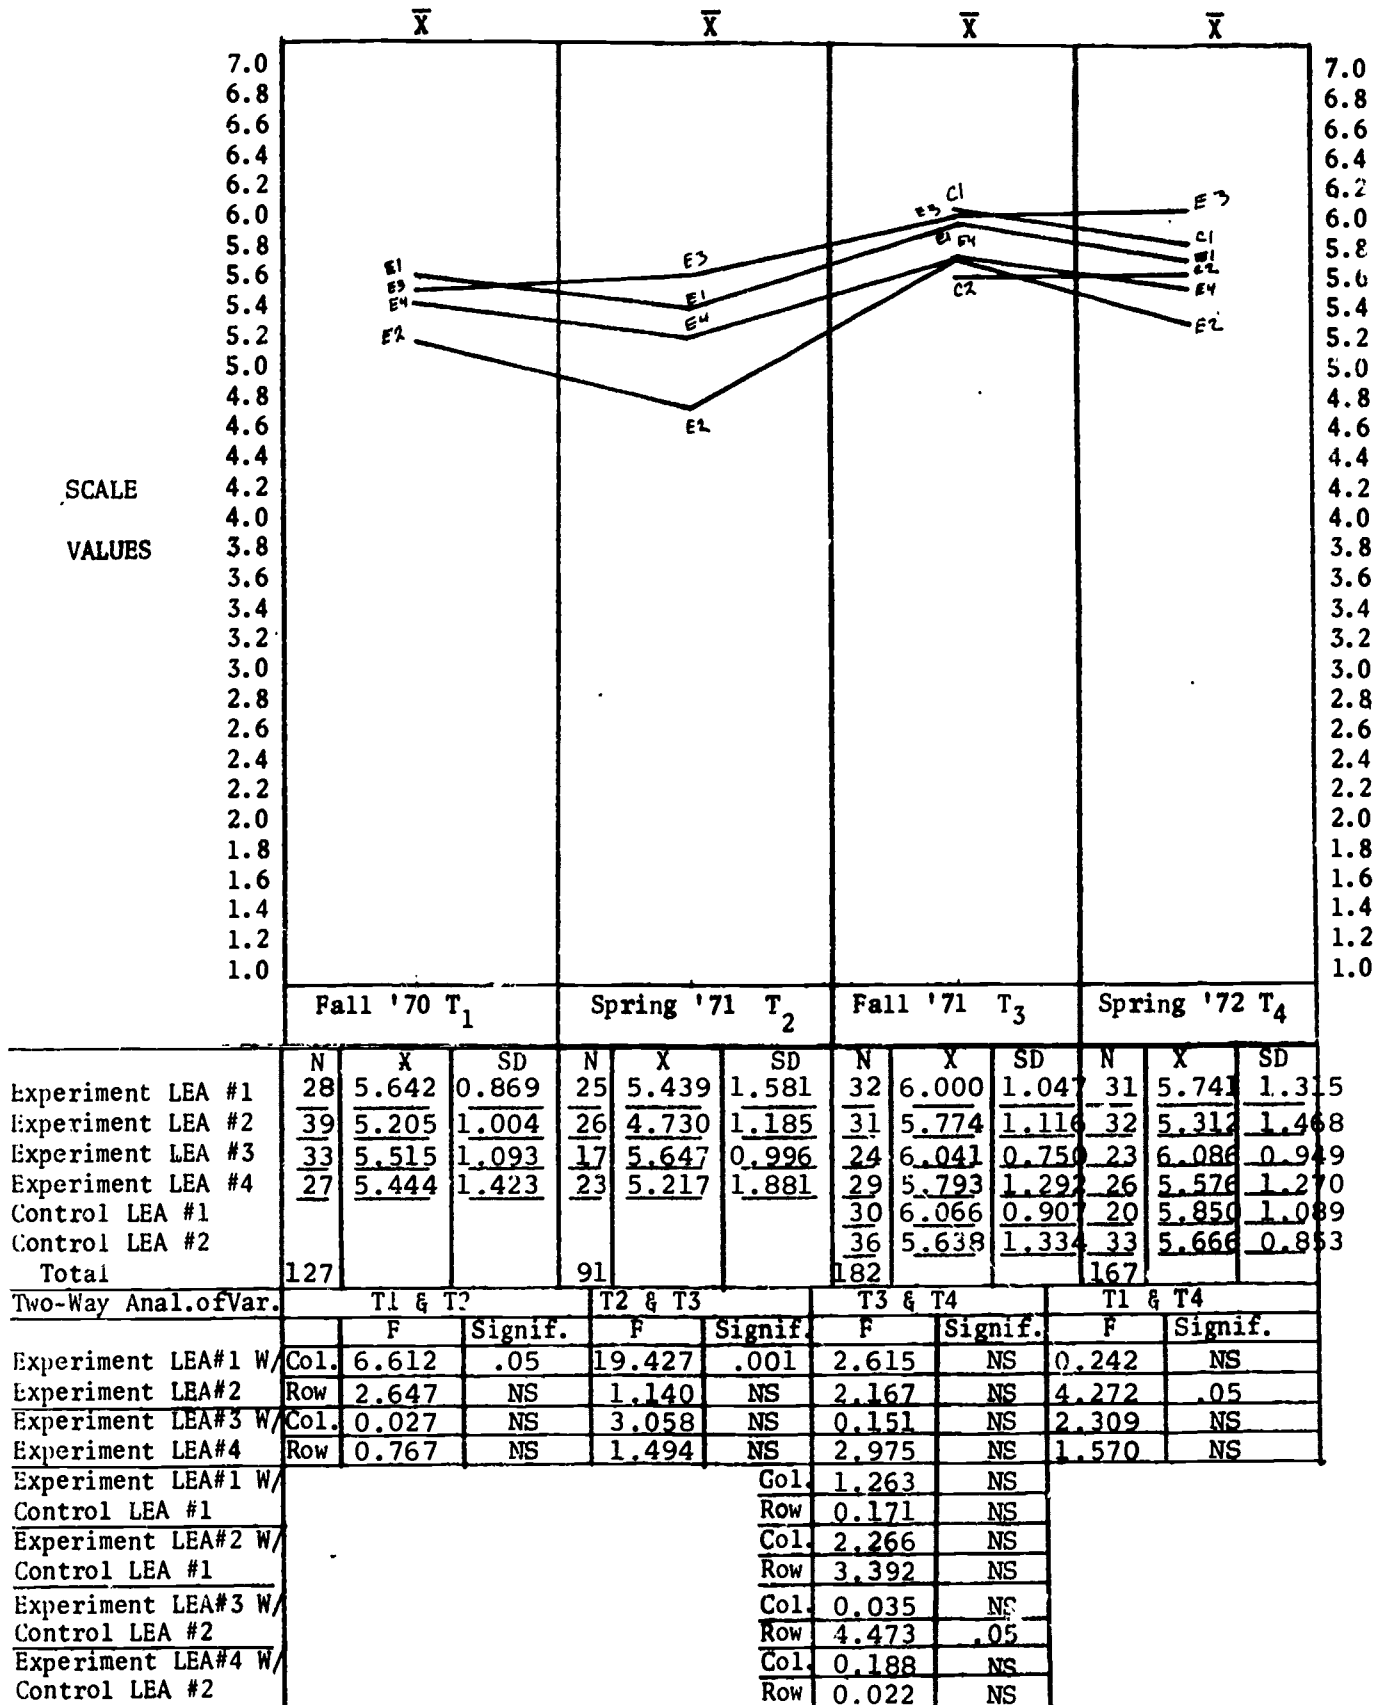 X̄ X̄ X̄ X̄
7.0 7.0
6.8 6.8
6.6 6.6
6.4 6.4
6.2 6.2
6.0 6.0
5.8 5.8
5.6 5.6
5.4 5.4
5.2 5.2
5.0 5.0
4.8 4.8
4.6 4.6
4.4 4.4
SCALE 4.2 4.2
4.0 4.0
VALUES 3.8 3.8
3.6 3.6
3.4 3.4
3.2 3.2
3.0 3.0
2.8 2.8
2.6 2.6
2.4 2.4
2.2 2.2
2.0 2.0
1.8 1.8
1.6 1.6
1.4 1.4
1.2 1.2
1.0 1.0
E1
E3
E4
E2
E3
E1
E4
E2
C1
E3
E1 E4
C2
E3
C1
E1
C2
E4
E2
Fall '70 T1 Spring '71 T2 Fall '71 T3 Spring '72 T4
N X SD N X SD N X SD N X SD
Experiment LEA #1 28 5.642 0.869 25 5.439 1.581 32 6.000 1.047 31 5.741 1.315
Experiment LEA #2 39 5.205 1.004 26 4.730 1.185 31 5.774 1.116 32 5.312 1.468
Experiment LEA #3 33 5.515 1.093 17 5.647 0.996 24 6.041 0.750 23 6.086 0.949
Experiment LEA #4 27 5.444 1.423 23 5.217 1.881 29 5.793 1.292 26 5.576 1.270
Control LEA #1 30 6.066 0.907 20 5.850 1.089
Control LEA #2 36 5.638 1.334 33 5.666 0.853
Total 127 91 182 167
Two-Way Anal.ofVar. T1 & T2 & T3 T3 & T4 T1 & T4
F Signif. F Signif. F Signif. F Signif.
Experiment LEA#1 W/ Col. 6.612 .05 19.427 .001 2.615 NS 0.242 NS
Experiment LEA#2 Row 2.647 NS 1.140 NS 2.167 NS 4.272 .05
Experiment LEA#3 W/ Col. 0.027 NS 3.058 NS 0.151 NS 2.309 NS
Experiment LEA#4 Row 0.767 NS 1.494 NS 2.975 NS 1.570 NS
Experiment LEA#1 W/ Col. 1.263 NS
Control LEA #1 Row 0.171 NS
Experiment LEA#2 W/ Col. 2.266 NS
Control LEA #1 Row 3.392 NS
Experiment LEA#3 W/ Col. 0.035 NS
Control LEA #2 Row 4.473 .05
Experiment LEA#4 W/ Col. 0.188 NS
Control LEA #2 Row 0.022 NS